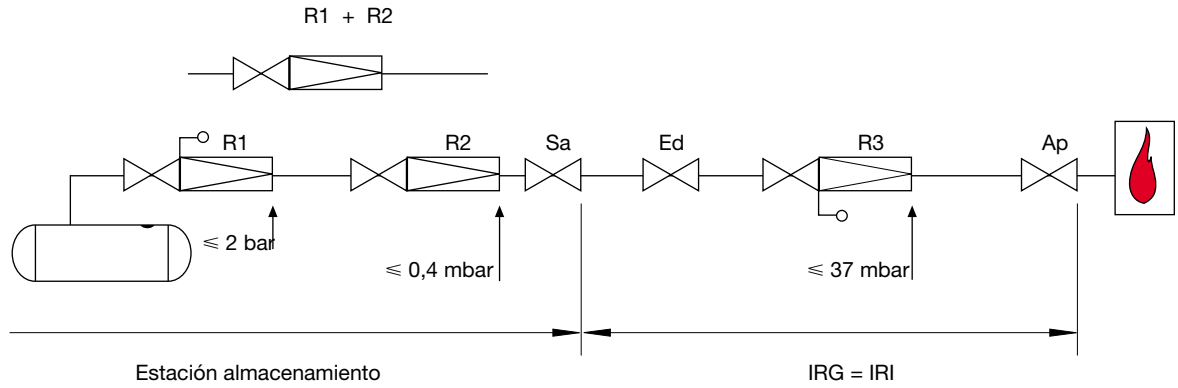 R1 + R2
R1
R2
Sa
Ed
R3
Ap
≤ 2 bar
≤ 0,4 mbar
≤ 37 mbar
Estación almacenamiento
IRG = IRI